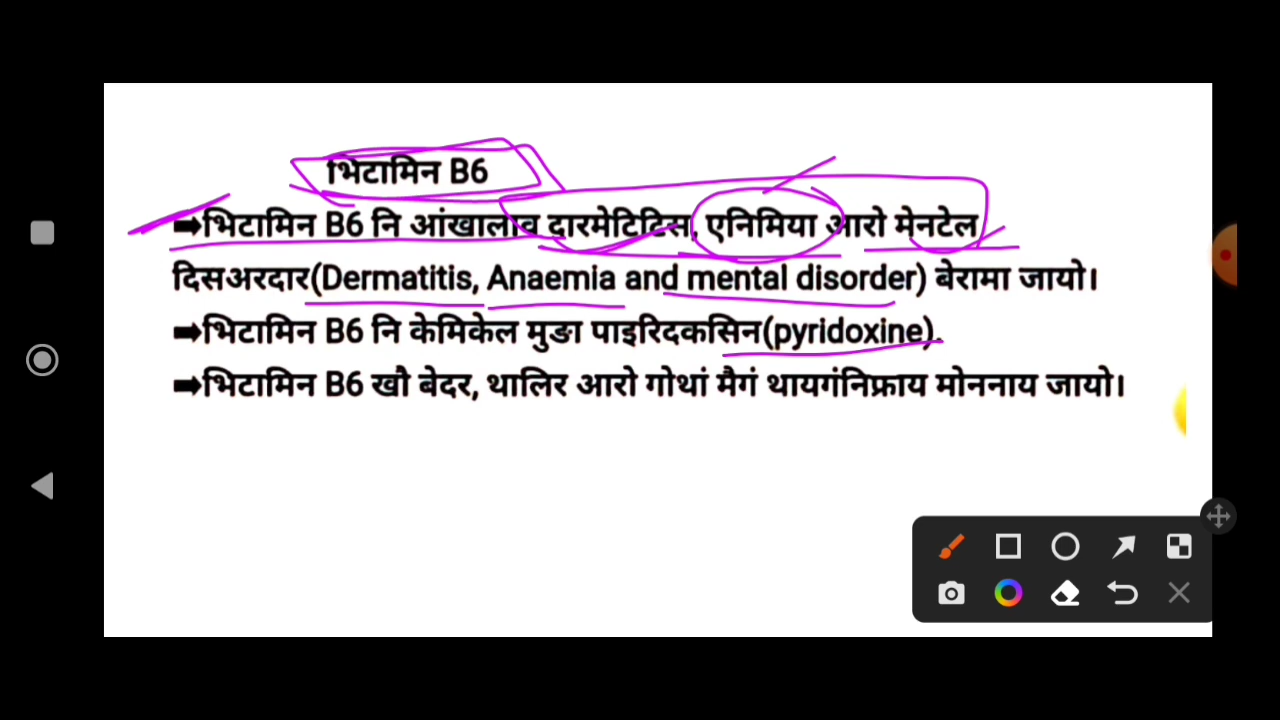 भिटामिन B6
➡भिटामिन B6 नि आंखालाव दारमेटिटिस, एनिमिया आरो मेनटेल
दिसअरदार(Dermatitis, Anaemia and mental disorder) बेरामा जायो।
➡भिटामिन B6 नि केमिकेल मुङा पाइरिदकसिन(pyridoxine).
➡भिटामिन B6 खौ बेदर, थालिर आरो गोथां मैगं थायगंनिफ्राय मोननाय जायो।